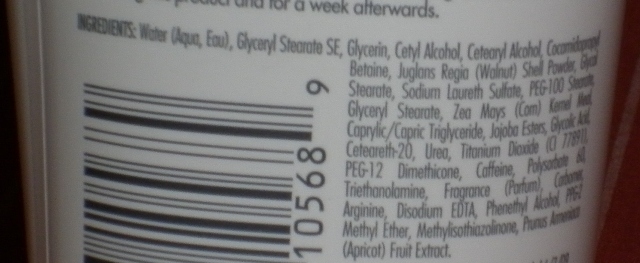 product and for a week afterwards.
INGREDIENTS: Water (Aqua, Eau), Glyceryl Stearate SE, Glycerin, Cetyl Alcohol, Cetearyl Alcohol, Cocamidopropyl
Betaine, Juglans Regia (Walnut) Shell Powder, Glycol
Stearate, Sodium Laureth Sulfate, PEG-100 Stearate,
Glyceryl Stearate, Zea Mays (Corn) Kernel Meal,
Caprylic/Capric Triglyceride, Jojoba Esters, Glycolic Acid,
Ceteareth-20, Urea, Titanium Dioxide (CI 77891),
PEG-12 Dimethicone, Caffeine, Polysorbate 60,
Triethanolamine, Fragrance (Parfum), Carbomer,
Arginine, Disodium EDTA, Phenethyl Alcohol, PPG-2
Methyl Ether, Methylisothiazolinone, Prunus Armeniaca
(Apricot) Fruit Extract.
10568 9